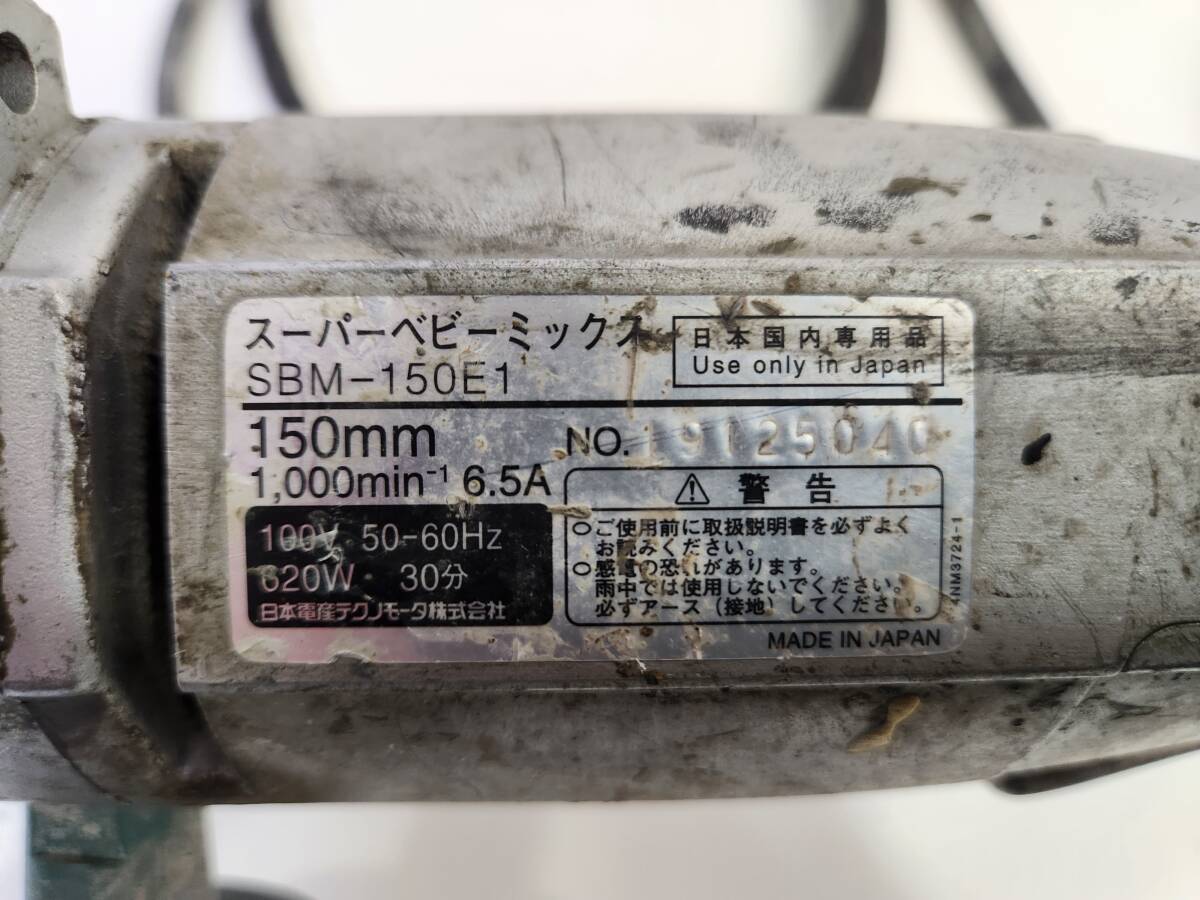 スーパーベビーミックス
SBM-150E1
日本国内専用品
Use only in Japan
150mm
NO. 19125040
1,000min⁻¹ 6.5A
100V 50-60Hz
620W 30分
日本電産テクノモータ株式会社
⚠ 警告
○ご使用前に取扱説明書を必ずよく
お読みください。
○感電の恐れがあります。
雨中では使用しないでください。
必ずアース(接地)してください。
4NM3724-1
MADE IN JAPAN